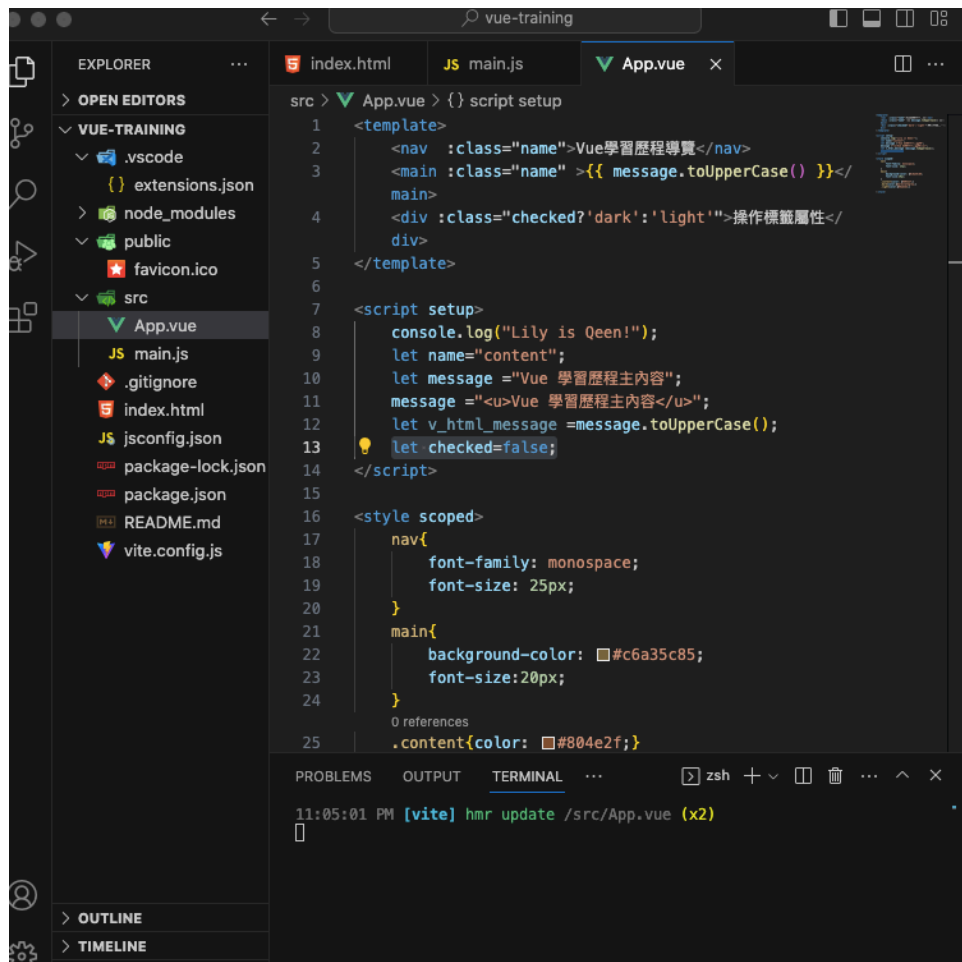 vue-training
EXPLORER
index.html
JS main.js
App.vue
OPEN EDITORS
src > App.vue > {} script setup
VUE-TRAINING
.vscode
{} extensions.json
node_modules
public
favicon.ico
src
App.vue
JS main.js
.gitignore
index.html
JS jsconfig.json
package-lock.json
package.json
README.md
vite.config.js
1 <template>
2 <nav  :class="name">Vue學習歷程導覽</nav>
3 <main :class="name" >{{ message.toUpperCase() }}</
main>
4 <div :class="checked?'dark':'light'">操作標籤屬性</
div>
5 </template>
6
7 <script setup>
8 console.log("Lily is Qeen!");
9 let name="content";
10 let message ="Vue 學習歷程主內容";
11 message ="<u>Vue 學習歷程主內容</u>";
12 let v_html_message =message.toUpperCase();
13 let checked=false;
14 </script>
15
16 <style scoped>
17 nav{
18 font-family: monospace;
19 font-size: 25px;
20 }
21 main{
22 background-color: #c6a35c85;
23 font-size:20px;
24 }
0 references
25 .content{color: #804e2f;}
PROBLEMS OUTPUT TERMINAL ··· zsh
11:05:01 PM [vite] hmr update /src/App.vue (x2)
OUTLINE
TIMELINE